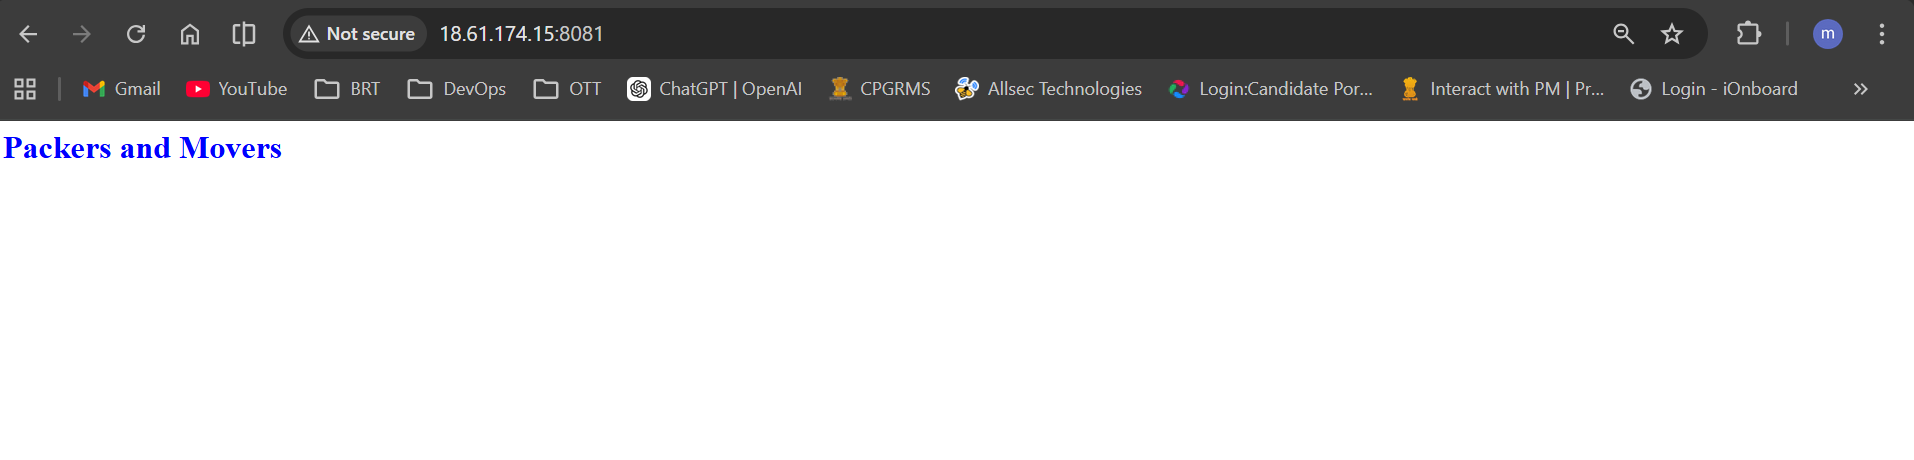 Not secure 18.61.174.15:8081 m
Gmail YouTube BRT DevOps OTT ChatGPT | OpenAI CPGRMS Allsec Technologies Login:Candidate Por... Interact with PM | Pr... Login - iOnboard
Packers and Movers